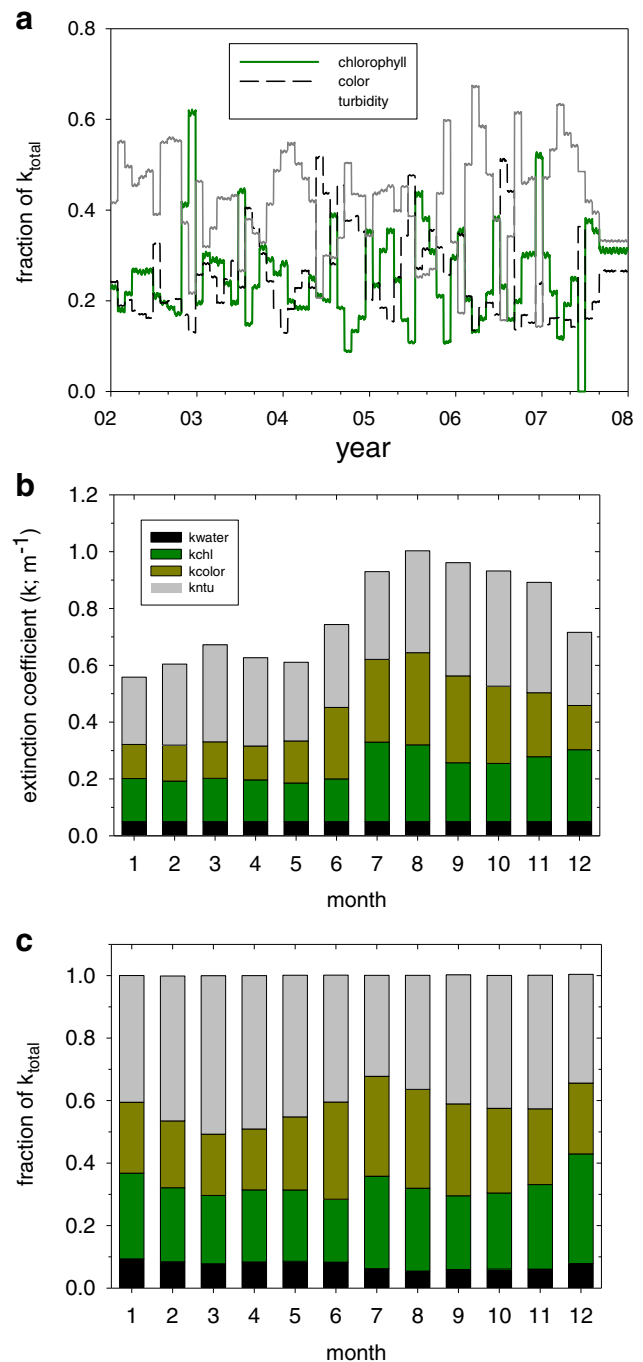 a
0.8
0.6
0.4
0.2
0.0
fraction of k_total
chlorophyll
color
turbidity
02 03 04 05 06 07 08
year
b
1.2
1.0
0.8
0.6
0.4
0.2
0.0
extinction coefficient (k; m⁻¹)
kwater
kchl
kcolor
kntu
1 2 3 4 5 6 7 8 9 10 11 12
month
c
1.0
0.8
0.6
0.4
0.2
0.0
fraction of k_total
1 2 3 4 5 6 7 8 9 10 11 12
month